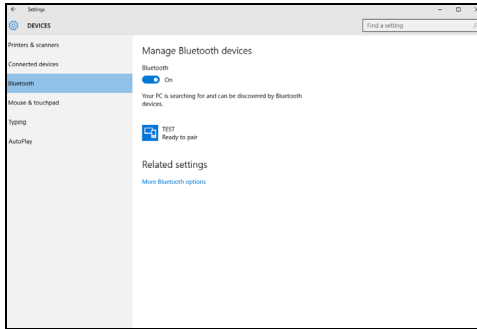 Settings
DEVICES
Find a setting
Printers & scanners
Connected devices
Bluetooth
Mouse & touchpad
Typing
AutoPlay
Manage Bluetooth devices
Bluetooth
On
Your PC is searching for and can be discovered by Bluetooth
devices.
TEST
Ready to pair
Related settings
More Bluetooth options